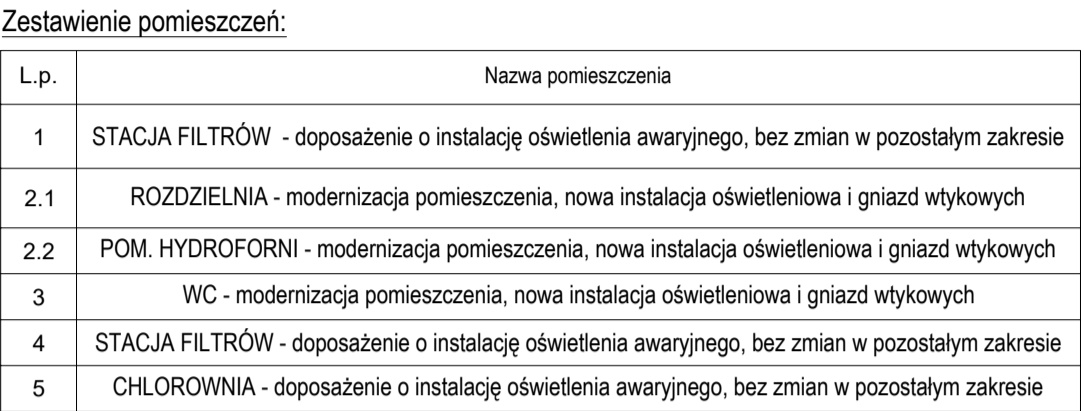 Zestawienie pomieszczeń:
L.p. Nazwa pomieszczenia
1 STACJA FILTRÓW - doposażenie o instalację oświetlenia awaryjnego, bez zmian w pozostałym zakresie
2.1 ROZDZIELNIA - modernizacja pomieszczenia, nowa instalacja oświetleniowa i gniazd wtykowych
2.2 POM. HYDROFORNI - modernizacja pomieszczenia, nowa instalacja oświetleniowa i gniazd wtykowych
3 WC - modernizacja pomieszczenia, nowa instalacja oświetleniowa i gniazd wtykowych
4 STACJA FILTRÓW - doposażenie o instalację oświetlenia awaryjnego, bez zmian w pozostałym zakresie
5 CHLOROWNIA - doposażenie o instalację oświetlenia awaryjnego, bez zmian w pozostałym zakresie